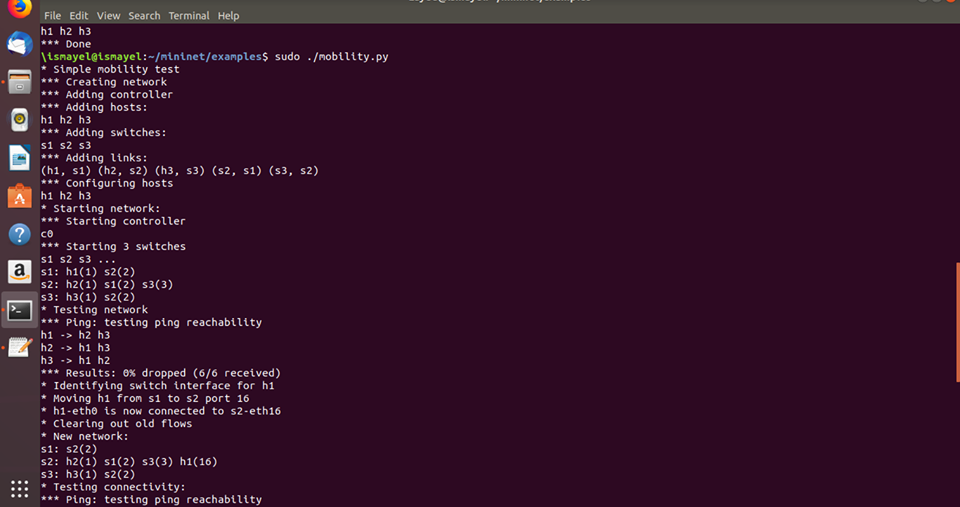 File Edit View Search Terminal Help
h1 h2 h3
*** Done
\ismayel@ismayel:~/mininet/examples$ sudo ./mobility.py
* Simple mobility test
*** Creating network
*** Adding controller
*** Adding hosts:
h1 h2 h3
*** Adding switches:
s1 s2 s3
*** Adding links:
(h1, s1) (h2, s2) (h3, s3) (s2, s1) (s3, s2)
*** Configuring hosts
h1 h2 h3
* Starting network:
*** Starting controller
c0
*** Starting 3 switches
s1 s2 s3 ...
s1: h1(1) s2(2)
s2: h2(1) s1(2) s3(3)
s3: h3(1) s2(2)
* Testing network
*** Ping: testing ping reachability
h1 -> h2 h3
h2 -> h1 h3
h3 -> h1 h2
*** Results: 0% dropped (6/6 received)
* Identifying switch interface for h1
* Moving h1 from s1 to s2 port 16
* h1-eth0 is now connected to s2-eth16
* Clearing out old flows
* New network:
s1: s2(2)
s2: h2(1) s1(2) s3(3) h1(16)
s3: h3(1) s2(2)
* Testing connectivity:
*** Ping: testing ping reachability